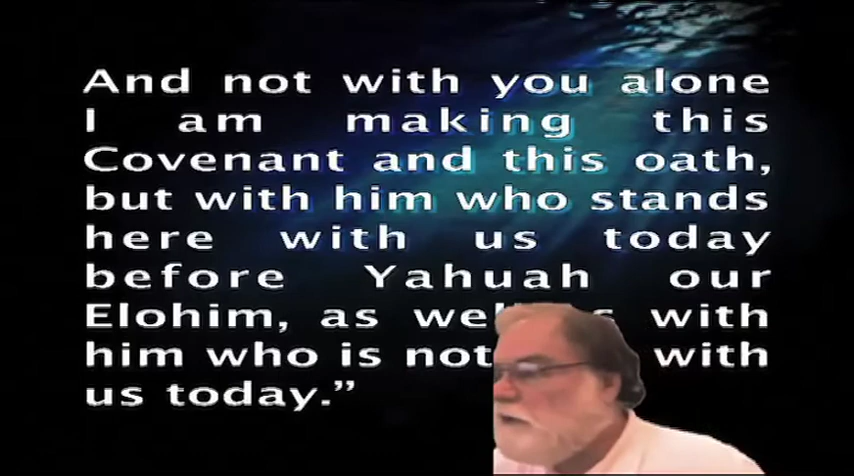 And not with you alone
I am making this
Covenant and this oath,
but with him who stands
here with us today
before Yahuah our
Elohim, as with
him who is not with
us today.”